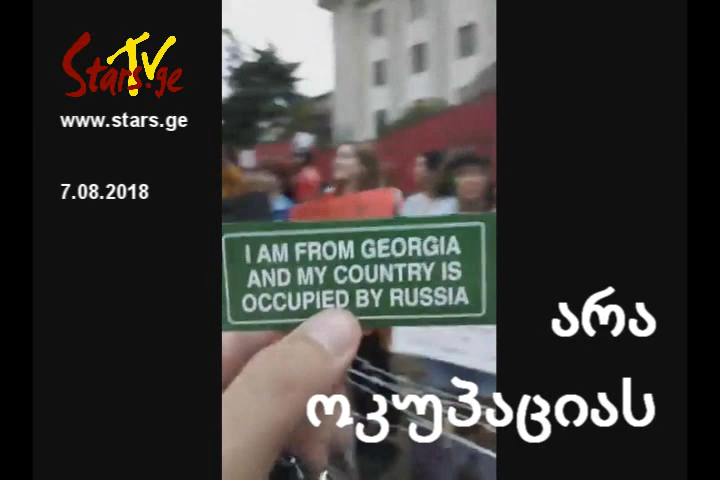 Stars.ge TV
www.stars.ge
7.08.2018
I AM FROM GEORGIA
AND MY COUNTRY IS
OCCUPIED BY RUSSIA
არა
ოკუპაციას